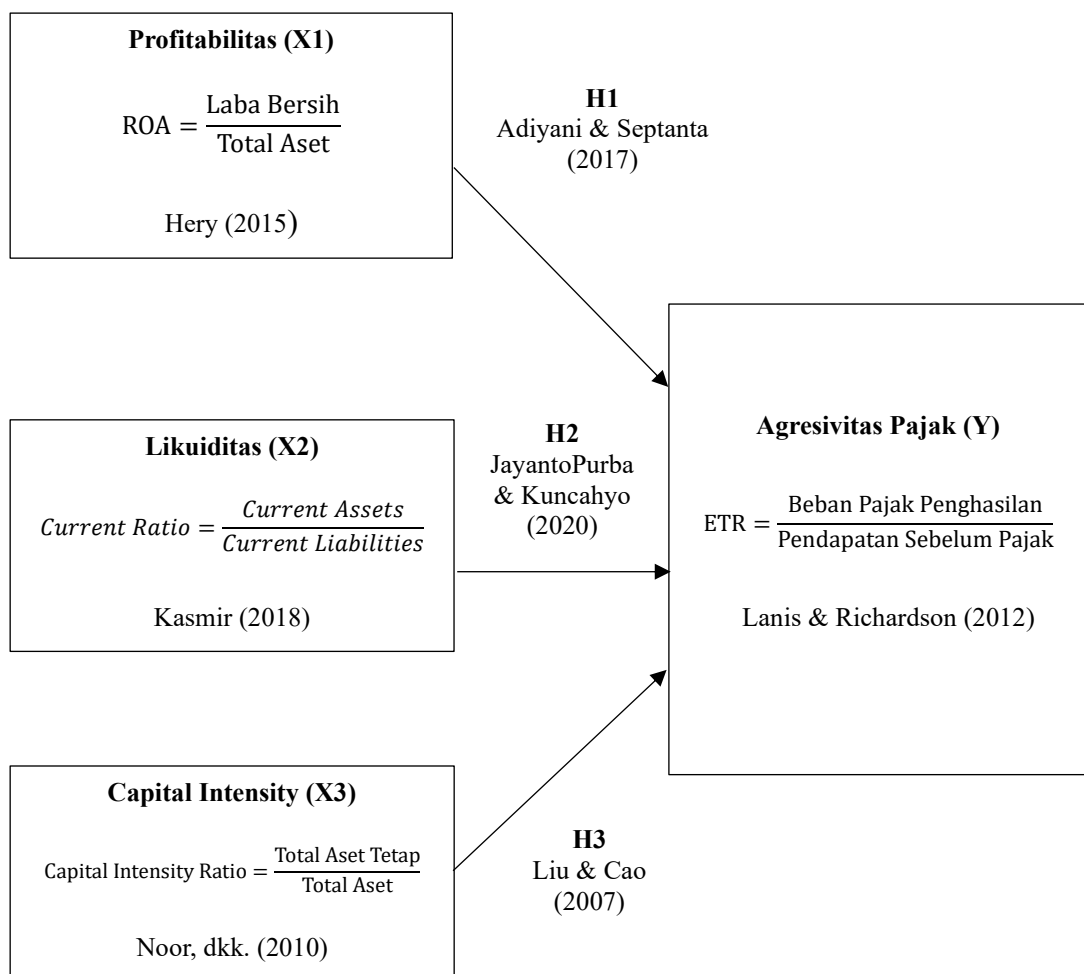 Profitabilitas (X1)
ROA = Laba Bersih / Total Aset
Hery (2015)
H1
Adiyani & Septanta
(2017)
Likuiditas (X2)
Current Ratio = Current Assets / Current Liabilities
Kasmir (2018)
H2
JayantoPurba
& Kuncahyo
(2020)
Agresivitas Pajak (Y)
ETR = Beban Pajak Penghasilan / Pendapatan Sebelum Pajak
Lanis & Richardson (2012)
Capital Intensity (X3)
Capital Intensity Ratio = Total Aset Tetap / Total Aset
Noor, dkk. (2010)
H3
Liu & Cao
(2007)